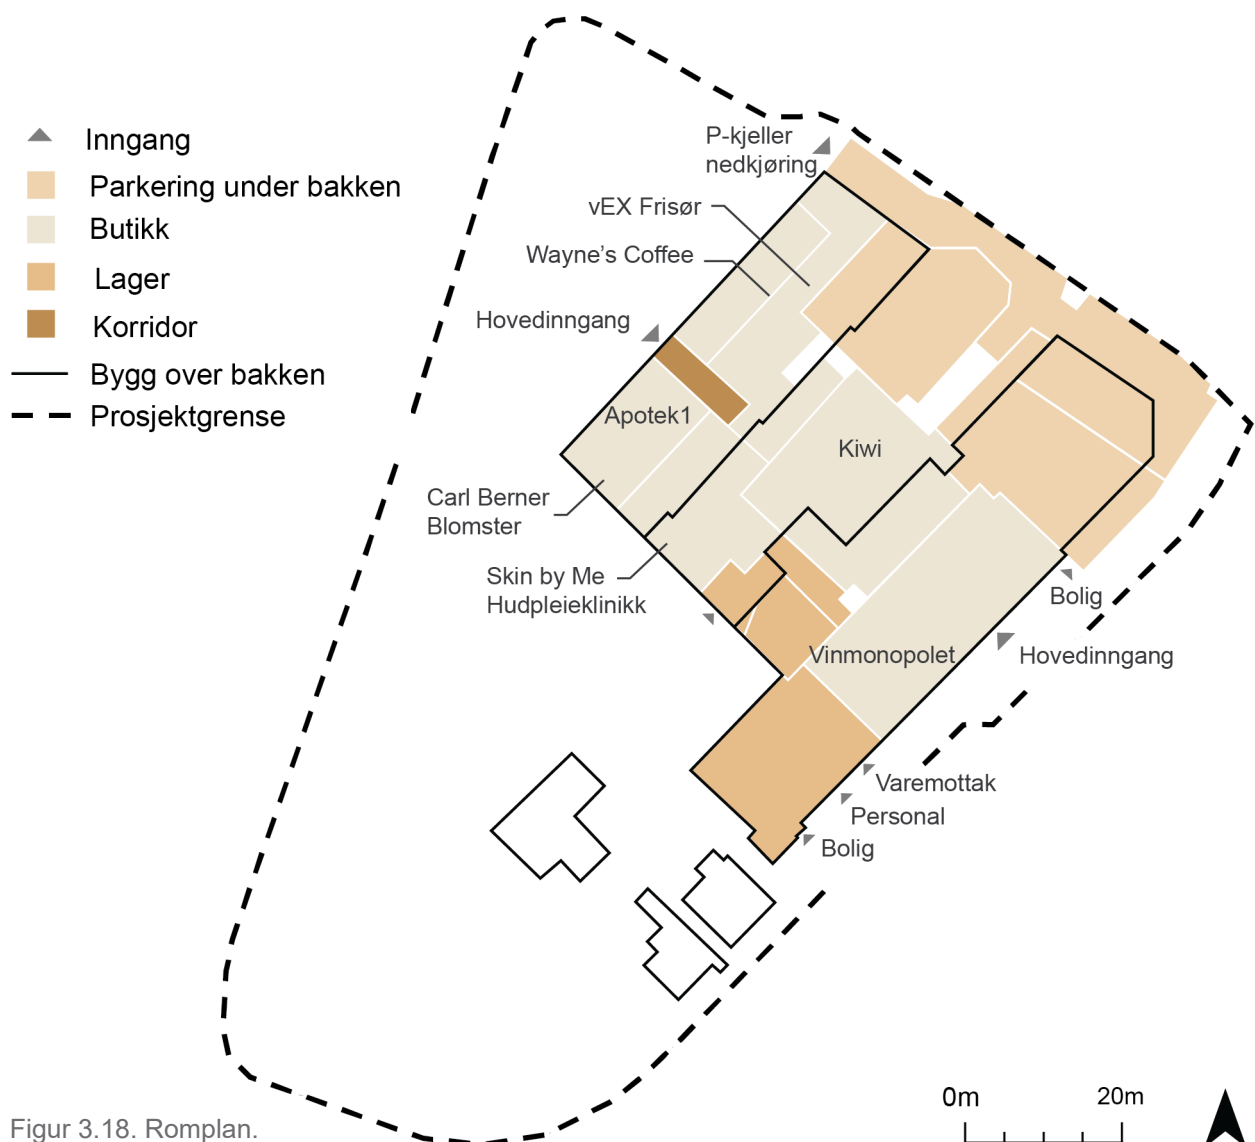 Inngang
Parkering under bakken
Butikk
Lager
Korridor
Bygg over bakken
Prosjektgrense
P-kjeller
nedkjøring
vEX Frisør
Wayne's Coffee
Hovedinngang
Apotek1
Kiwi
Carl Berner
Blomster
Skin by Me
Hudpleieklinikk
Bolig
Vinmonopolet
Hovedinngang
Varemottak
Personal
Bolig
0m
20m
Figur 3.18. Romplan.